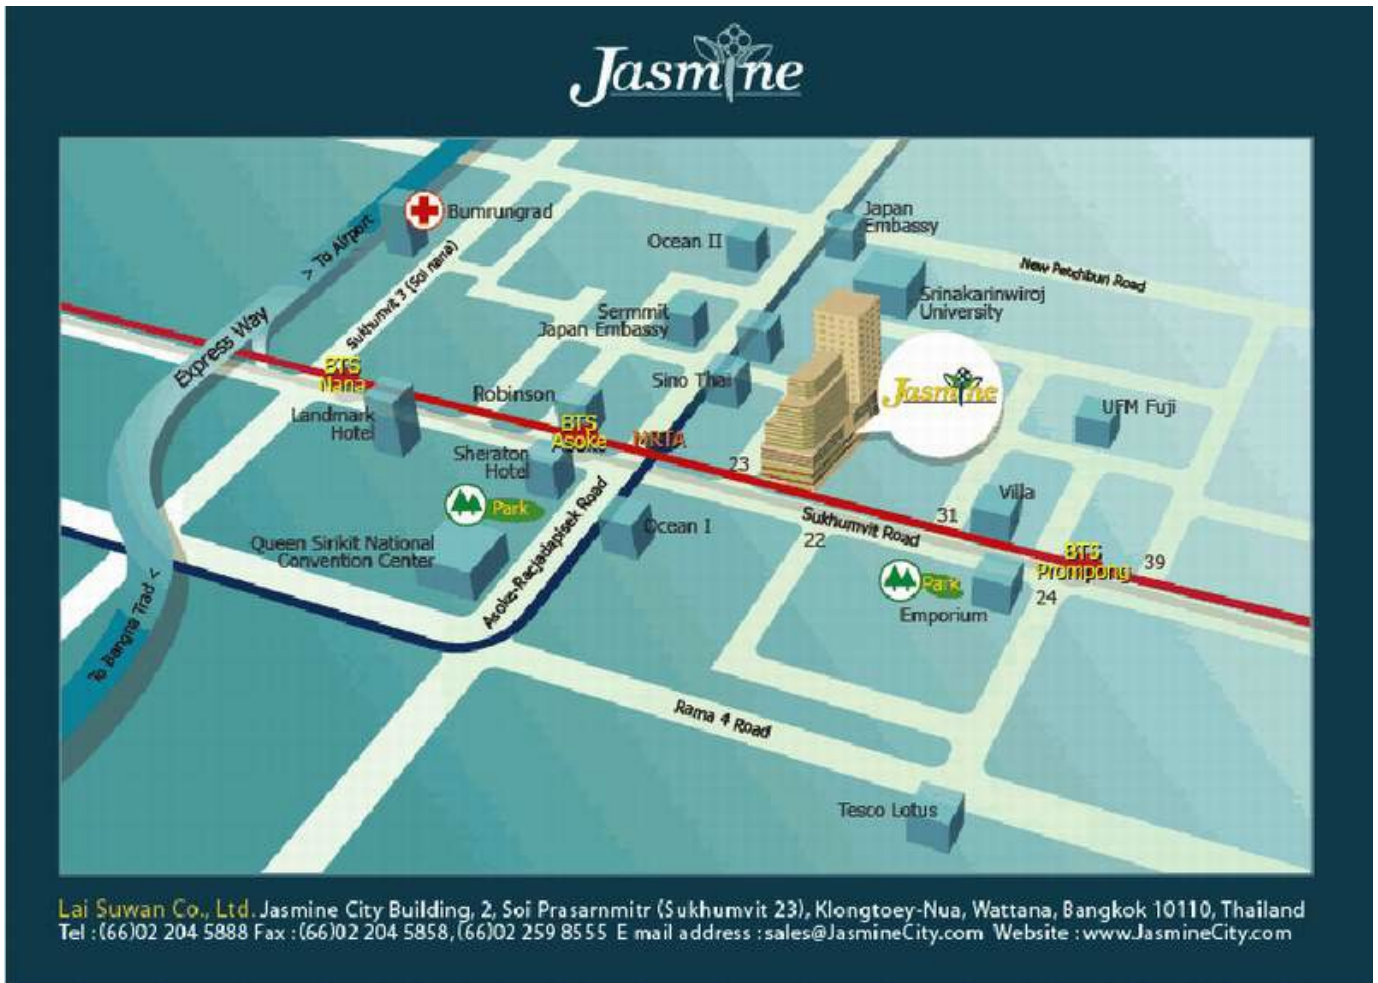 Jasmine
Bumrungrad
> To Airport
Sukhumvit 3 (Soi nana)
Express Way
Ocean II
Japan
Embassy
New Petchburi Road
Srinakarinwiroj
University
Sermmit
Japan Embassy
Sino Thai
Jasmine
UFM Fuji
BTS
Nana
Landmark
Hotel
Robinson
BTS
Asoke
Asoke
MRTA
Sheraton
Hotel
23
Park
Villa
31
Sukhumvit Road
22
Ocean I
Asoke-Racjadapisek Road
Queen Sirikit National
Convention Center
BTS
Prompong
39
24
Park
Emporium
To Bangna Trad <
Rama 4 Road
Tesco Lotus
Lai Suwan Co., Ltd. Jasmine City Building, 2, Soi Prasarnmitr (Sukhumvit 23), Klongtoey-Nua, Wattana, Bangkok 10110, Thailand
Tel :(66)02 204 5888 Fax :(66)02 204 5858,(66)02 259 8555 E mail address :sales@JasmineCity.com Website :www.JasmineCity.com